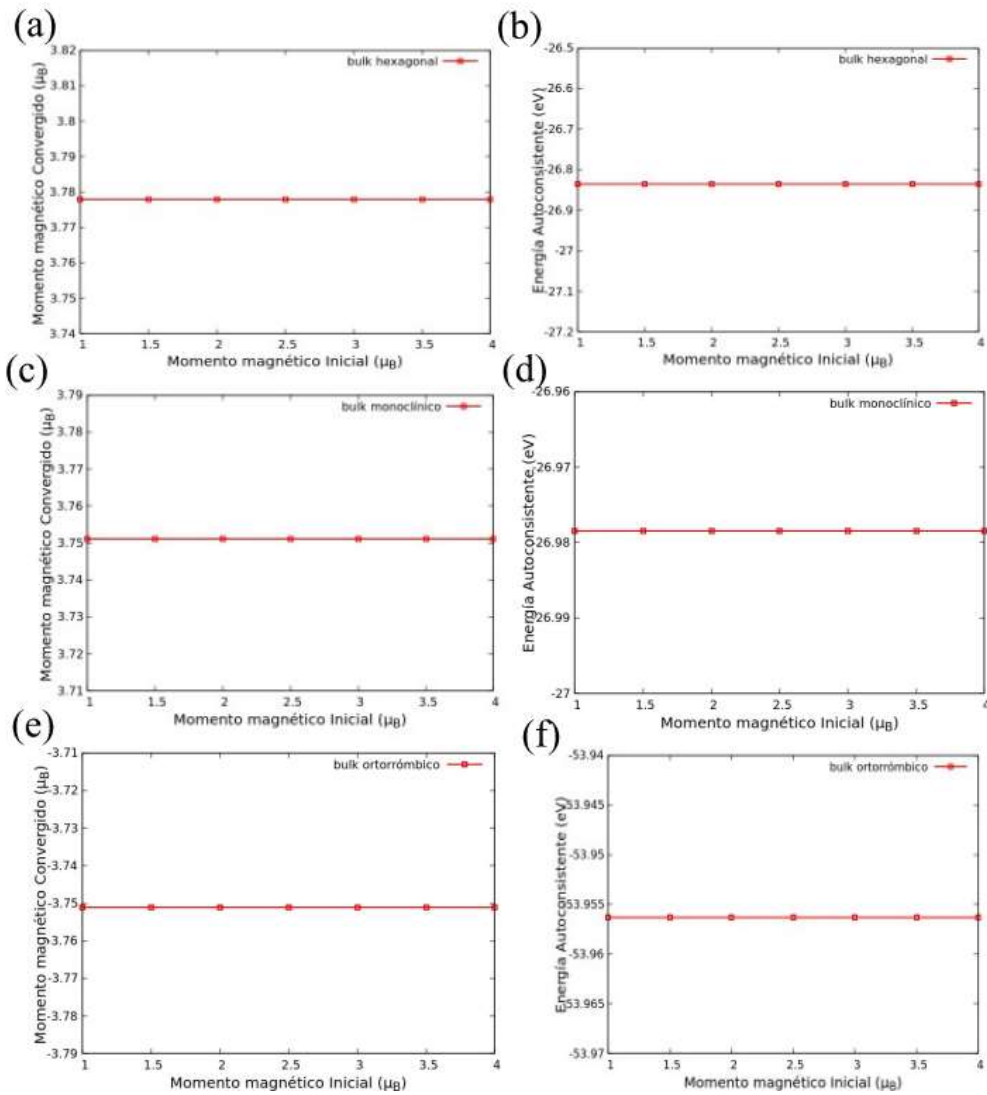 (a)
bulk hexagonal
Momento magnético Convergido (μB)
3.82
3.81
3.8
3.79
3.78
3.77
3.76
3.75
3.74
1 1.5 2 2.5 3 3.5 4
Momento magnético Inicial (μB)
(b)
bulk hexagonal
Energía Autoconsistente (eV)
-26.5
-26.6
-26.7
-26.8
-26.9
-27
-27.1
-27.2
1 1.5 2 2.5 3 3.5 4
Momento magnético Inicial (μB)
(c)
bulk monoclínico
Momento magnético Convergido (μB)
3.79
3.78
3.77
3.76
3.75
3.74
3.73
3.72
3.71
1 1.5 2 2.5 3 3.5 4
Momento magnético Inicial (μB)
(d)
bulk monoclínico
Energía Autoconsistente (eV)
-26.96
-26.97
-26.98
-26.99
-27
1 1.5 2 2.5 3 3.5 4
Momento magnético Inicial (μB)
(e)
bulk ortorrómbico
Momento magnético Convergido (μB)
-3.71
-3.72
-3.73
-3.74
-3.75
-3.76
-3.77
-3.78
-3.79
1 1.5 2 2.5 3 3.5 4
Momento magnético Inicial (μB)
(f)
bulk ortorrómbico
Energía Autoconsistente (eV)
-53.94
-53.945
-53.95
-53.955
-53.96
-53.965
-53.97
1 1.5 2 2.5 3 3.5 4
Momento magnético Inicial (μB)